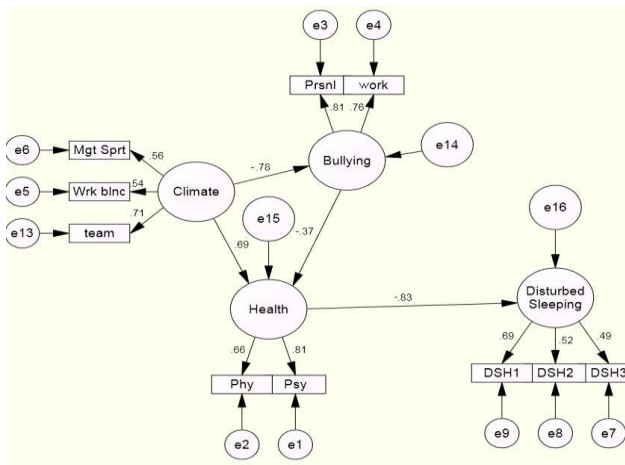 e3
e4
Prsnl
work
.81
.76
e6
Mgt Sprt
.56
Bullying
e14
-.78
e5
Wrk blnc
.54
Climate
e15
-.37
e16
e13
team
.71
.69
Health
-.83
Disturbed
Sleeping
.66
.81
.69
.52
.49
Phy
Psy
DSH1
DSH2
DSH3
e2
e1
e9
e8
e7